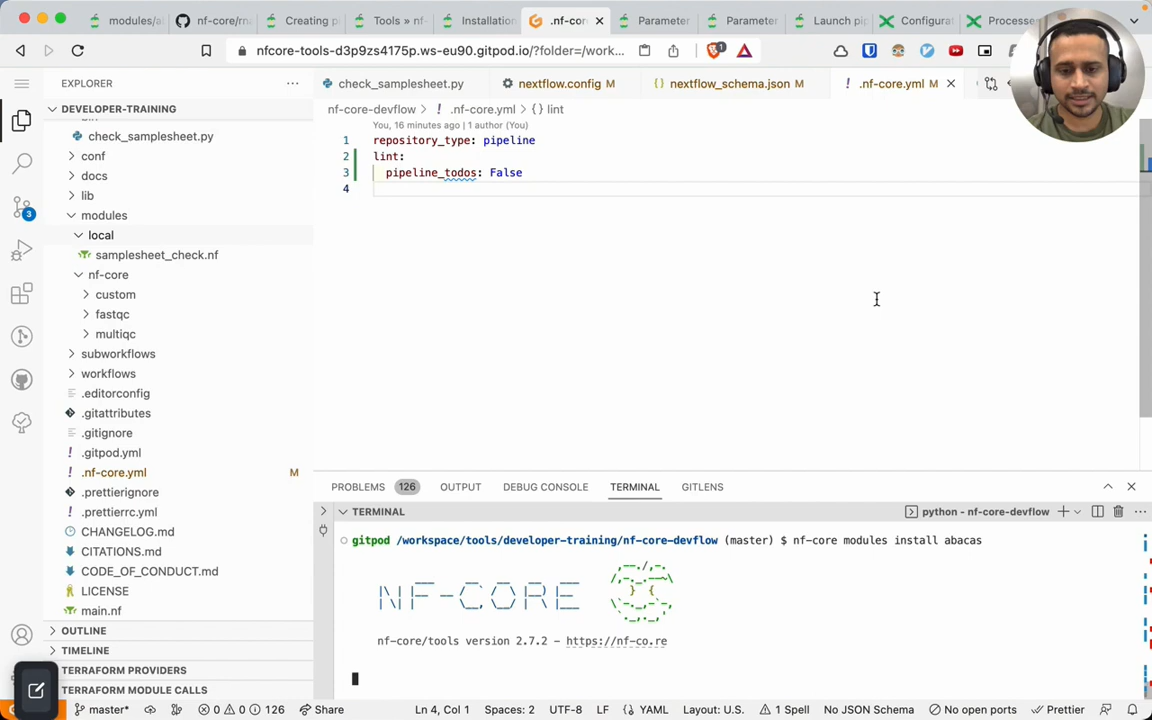 modules/a
nf-core/rn
Creating p
Tools » nf-
Installation
.nf-cor
Parameter
Parameter
Launch pip
Configurat
Processe
nfcore-tools-d3p9zs4175p.ws-eu90.gitpod.io/?folder=/work...
1
EXPLORER
check_samplesheet.py
nextflow.config M
nextflow_schema.json M
.nf-core.yml M
DEVELOPER-TRAINING
nf-core-devflow > .nf-core.yml > {} lint
You, 16 minutes ago | 1 author (You)
1 repository_type: pipeline
2 lint:
3 pipeline_todos: False
4
check_samplesheet.py
conf
docs
lib
modules
local
samplesheet_check.nf
nf-core
custom
fastqc
multiqc
subworkflows
workflows
.editorconfig
.gitattributes
.gitignore
.gitpod.yml
.nf-core.yml M
.prettierignore
.prettierrc.yml
CHANGELOG.md
CITATIONS.md
CODE_OF_CONDUCT.md
LICENSE
main.nf
OUTLINE
TIMELINE
TERRAFORM PROVIDERS
TERRAFORM MODULE CALLS
3
PROBLEMS 126 OUTPUT DEBUG CONSOLE TERMINAL GITLENS
TERMINAL
python - nf-core-devflow
gitpod /workspace/tools/developer-training/nf-core-devflow (master) $ nf-core modules install abacas
NF-CORE
nf-core/tools version 2.7.2 – https://nf-co.re
master* 0 0 126 Share
Ln 4, Col 1 Spaces: 2 UTF-8 LF YAML Layout: U.S. 1 Spell No JSON Schema No open ports Prettier